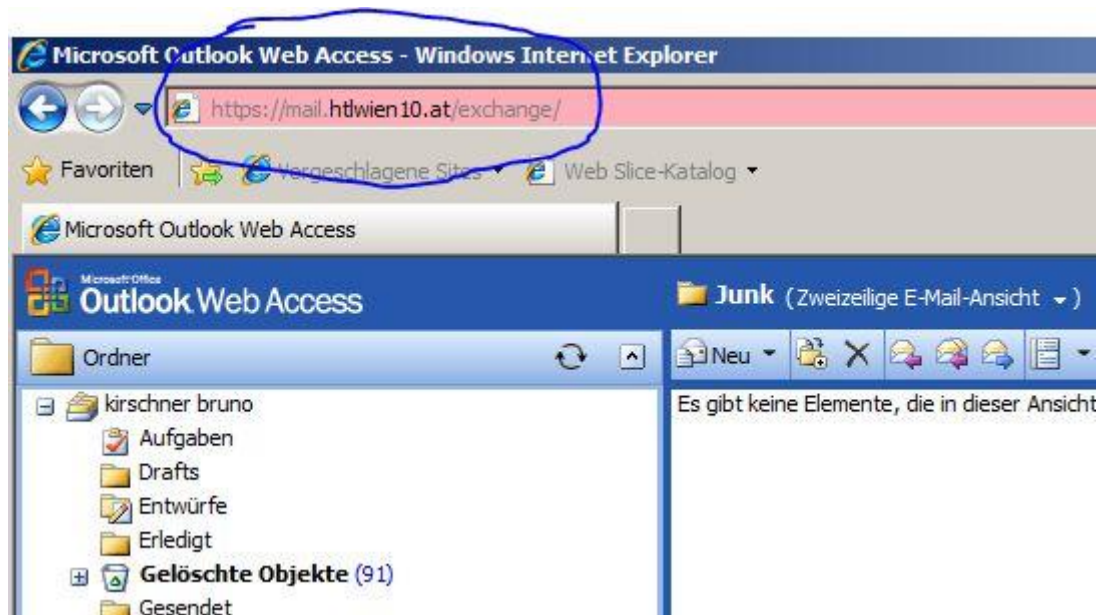 Microsoft Outlook Web Access - Windows Internet Explorer
https://mail.htlwien10.at/exchange/
Favoriten Vorgeschlagene Sites Web Slice-Katalog
Microsoft Outlook Web Access
Microsoft Office
Outlook Web Access
Junk (Zweizeilige E-Mail-Ansicht)
Ordner
Neu
kirschner bruno
Es gibt keine Elemente, die in dieser Ansicht
Aufgaben
Drafts
Entwürfe
Erledigt
Gelöschte Objekte (91)
Gesendet